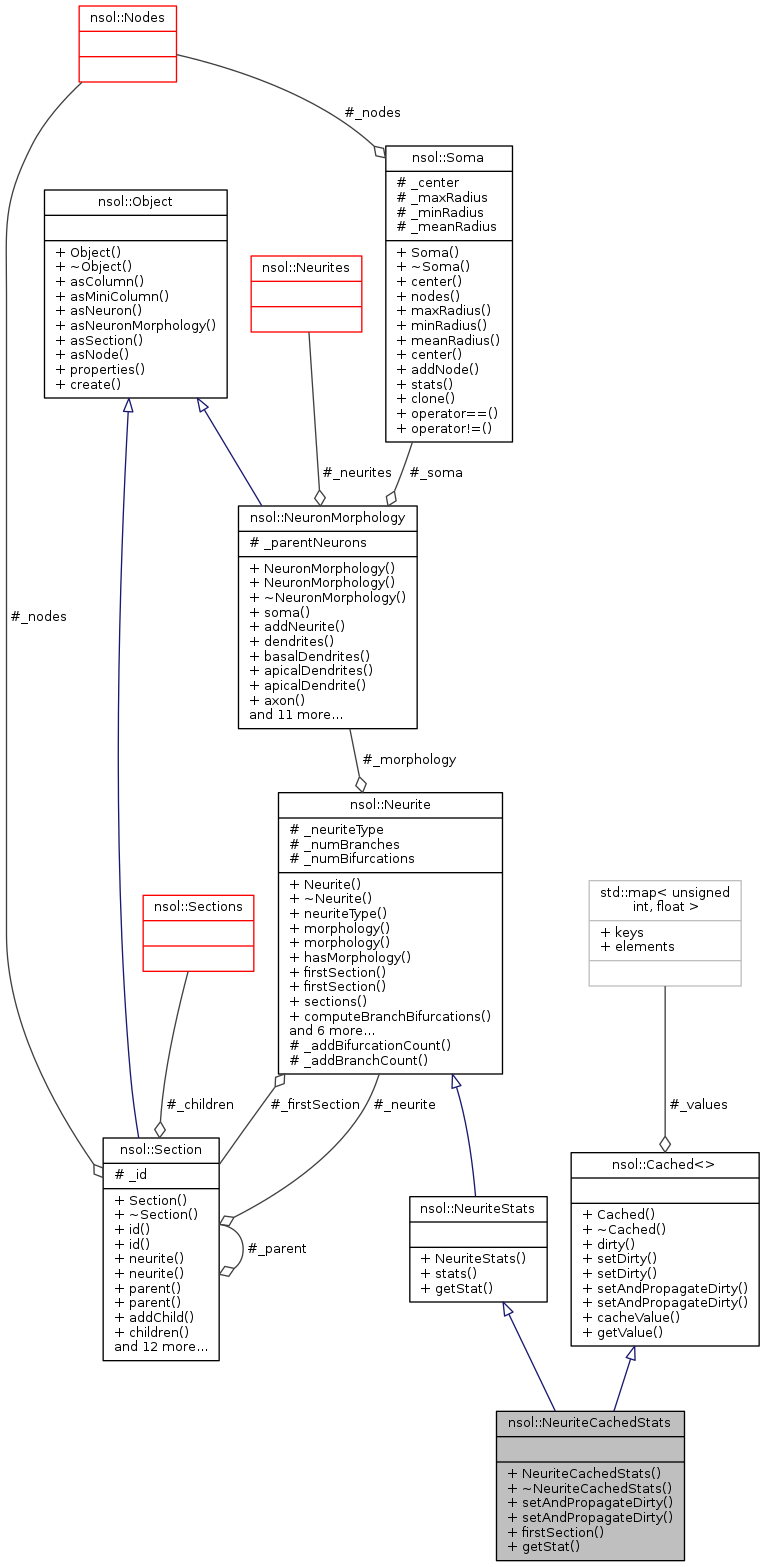 nsol::Nodes
#_nodes
nsol::Soma
# _center
# _maxRadius
# _minRadius
# _meanRadius
+ Soma()
+ ~Soma()
+ center()
+ nodes()
+ maxRadius()
+ minRadius()
+ meanRadius()
+ center()
+ addNode()
+ stats()
+ clone()
+ operator==()
+ operator!=()
nsol::Object
+ Object()
+ ~Object()
+ asColumn()
+ asMiniColumn()
+ asNeuron()
+ asNeuronMorphology()
+ asSection()
+ asNode()
+ properties()
+ create()
nsol::Neurites
#_neurites
#_soma
nsol::NeuronMorphology
# _parentNeurons
+ NeuronMorphology()
+ NeuronMorphology()
+ ~NeuronMorphology()
+ soma()
+ addNeurite()
+ dendrites()
+ basalDendrites()
+ apicalDendrites()
+ apicalDendrite()
+ axon()
and 11 more...
#_nodes
#_morphology
nsol::Neurite
# _neuriteType
# _numBranches
# _numBifurcations
+ Neurite()
+ ~Neurite()
+ neuriteType()
+ morphology()
+ morphology()
+ hasMorphology()
+ firstSection()
+ firstSection()
+ sections()
+ computeBranchBifurcations()
and 6 more...
# _addBifurcationCount()
# _addBranchCount()
nsol::Sections
std::map< unsigned
int, float >
+ keys
+ elements
#_children
#_firstSection
#_neurite
#_values
nsol::Section
# _id
+ Section()
+ ~Section()
+ id()
+ id()
+ neurite()
+ neurite()
+ parent()
+ parent()
+ addChild()
+ children()
and 12 more...
#_parent
nsol::NeuriteStats
+ NeuriteStats()
+ stats()
+ getStat()
nsol::Cached<>
+ Cached()
+ ~Cached()
+ dirty()
+ setDirty()
+ setDirty()
+ setAndPropagateDirty()
+ setAndPropagateDirty()
+ cacheValue()
+ getValue()
nsol::NeuriteCachedStats
+ NeuriteCachedStats()
+ ~NeuriteCachedStats()
+ setAndPropagateDirty()
+ setAndPropagateDirty()
+ firstSection()
+ getStat()